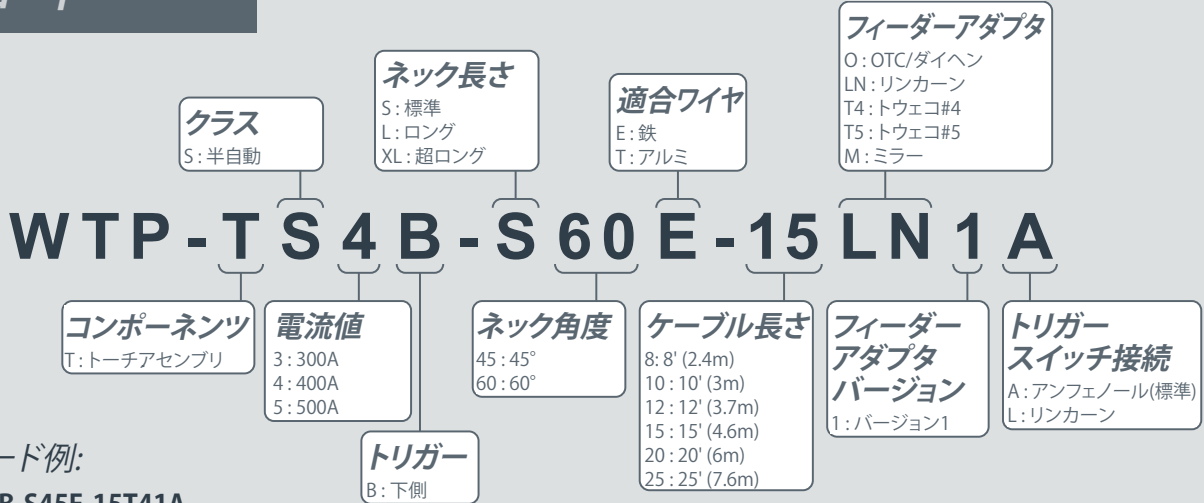 フィーダーアダプタ
O : OTC/ダイヘン
LN : リンカーン
T4 : トウェコ#4
T5 : トウェコ#5
M : ミラー
ネック長さ
S : 標準
L : ロング
XL : 超ロング
適合ワイヤ
E : 鉄
T : アルミ
クラス
S : 半自動
WTP-TS4B-S60E-15LN1A
コンポーネンツ
T : トーチアセンブリ
電流値
3 : 300A
4 : 400A
5 : 500A
トリガー
B : 下側
ネック角度
45 : 45°
60 : 60°
ケーブル長さ
8: 8' (2.4m)
10 : 10' (3m)
12 : 12' (3.7m)
15 : 15' (4.6m)
20 : 20' (6m)
25 : 25' (7.6m)
フィーダー
アダプタ
バージョン
1 : バージョン1
トリガー
スイッチ接続
A : アンフェノール(標準)
L : リンカーン
ード例: